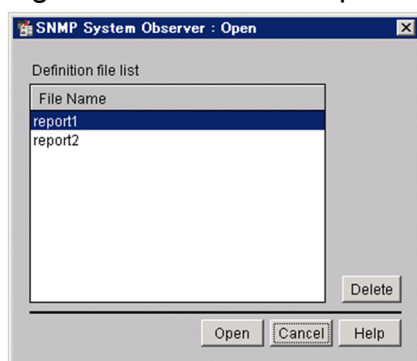 SNMP System Observer : Open
Definition file list
File Name
report1
report2
Delete
Open Cancel Help